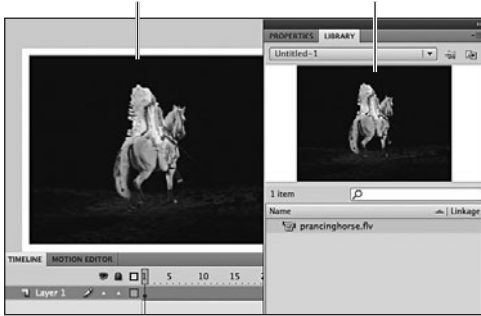 PROPERTIES LIBRARY
Untitled-1
1 item
Name Linkage
prancinghorse.flv
TIMELINE MOTION EDITOR
1 5 10 15
Layer 1